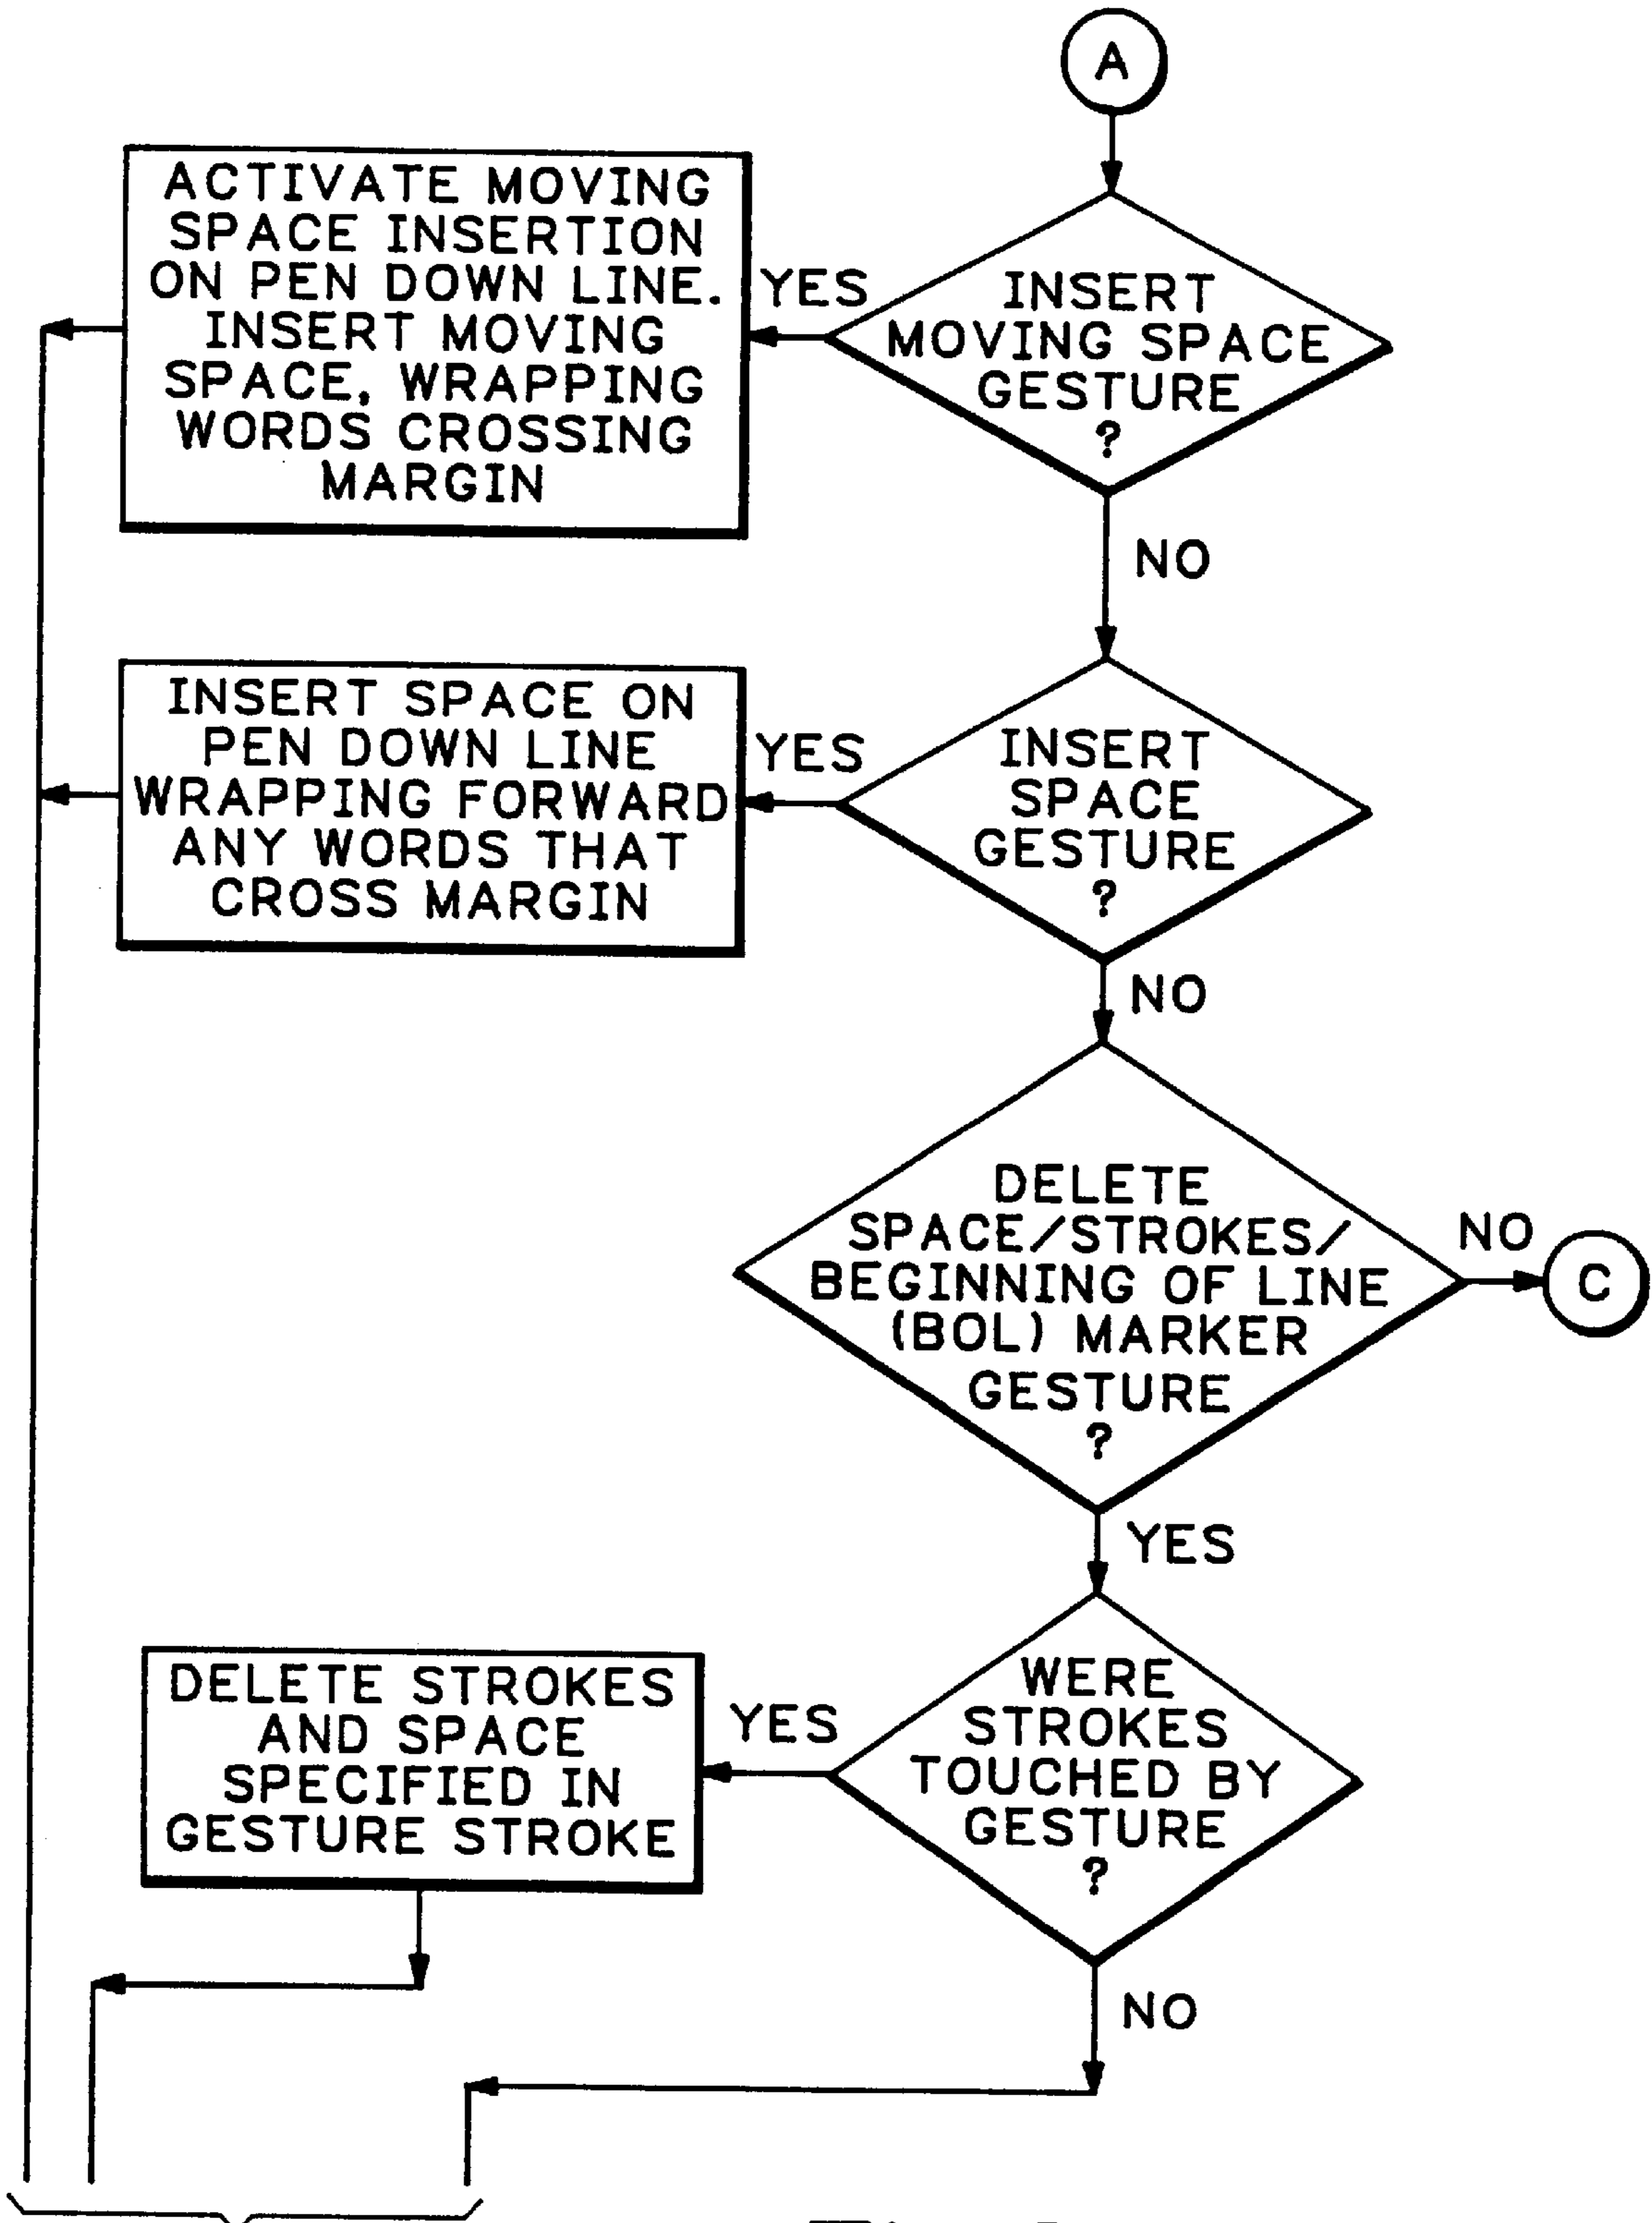 A
ACTIVATE MOVING
SPACE INSERTION
ON PEN DOWN LINE.
INSERT MOVING
SPACE, WRAPPING
WORDS CROSSING
MARGIN
YES
INSERT
MOVING SPACE
GESTURE
?
NO
INSERT SPACE ON
PEN DOWN LINE
WRAPPING FORWARD
ANY WORDS THAT
CROSS MARGIN
YES
INSERT
SPACE
GESTURE
?
NO
DELETE
SPACE/STROKES/
BEGINNING OF LINE
(BOL) MARKER
GESTURE
?
NO
C
YES
DELETE STROKES
AND SPACE
SPECIFIED IN
GESTURE STROKE
YES
WERE
STROKES
TOUCHED BY
GESTURE
?
NO